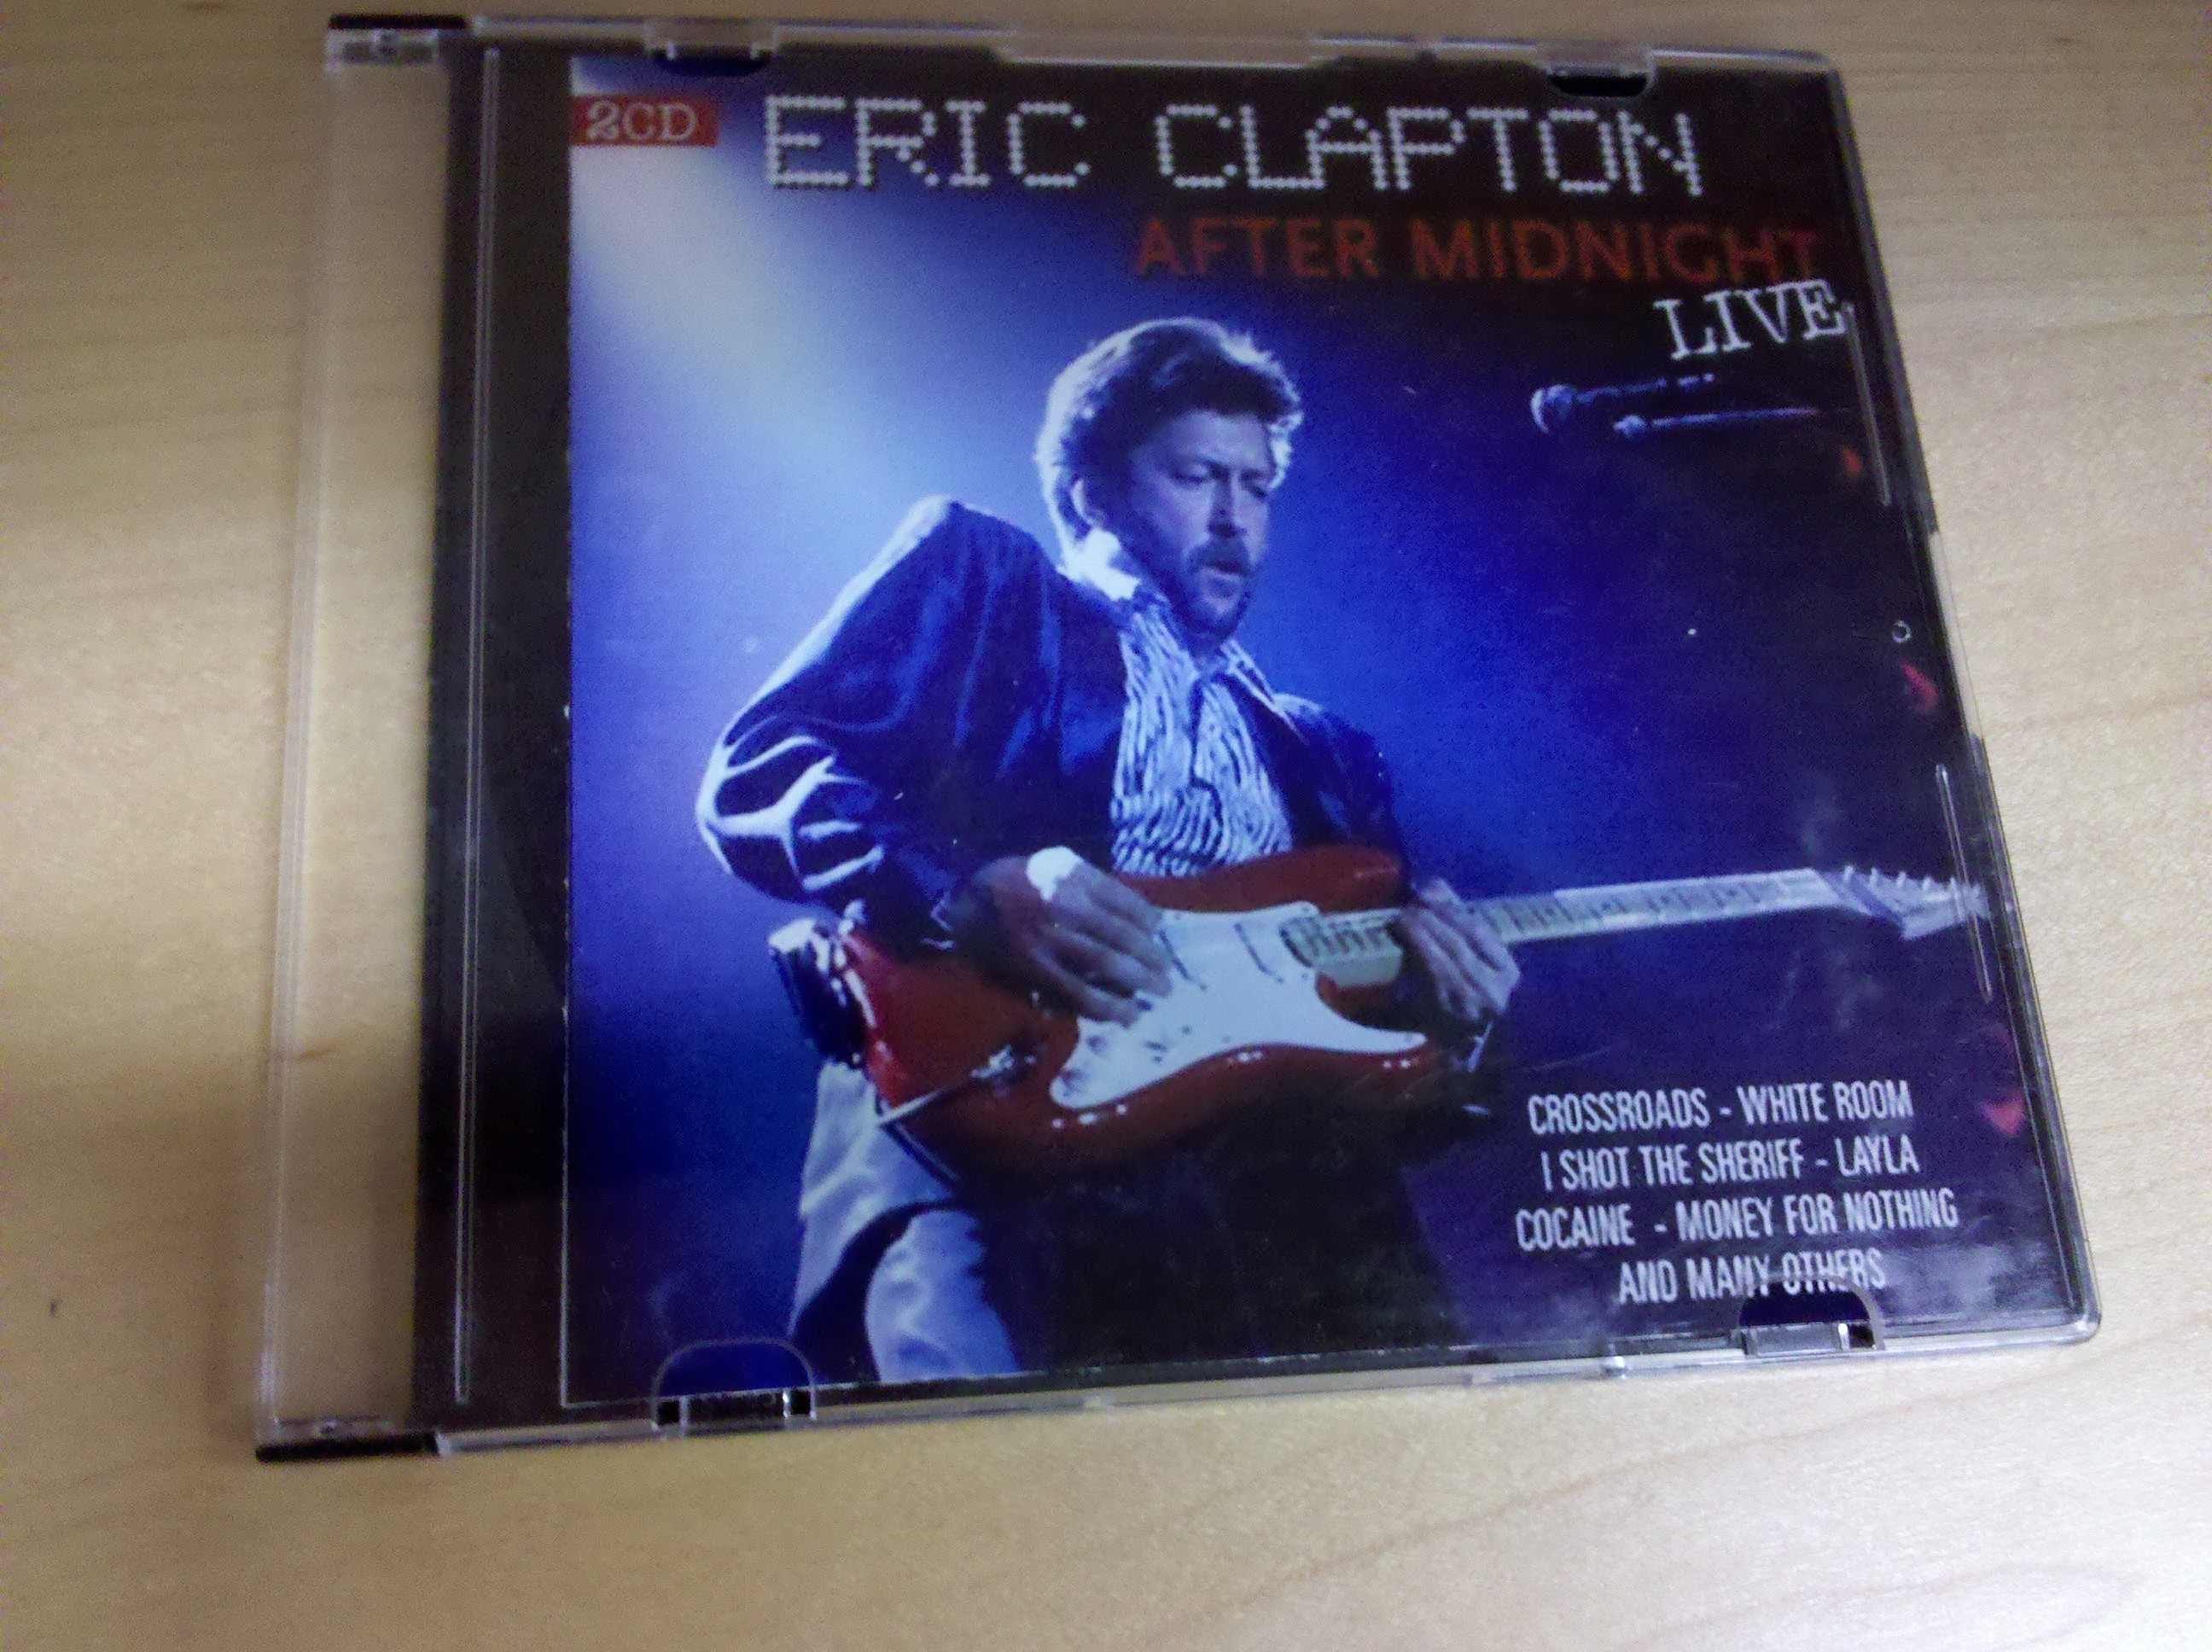 2CD
ERIC CLAPTON
AFTER MIDNIGHT
LIVE
CROSSROADS - WHITE ROOM
I SHOT THE SHERIFF - LAYLA
COCAINE - MONEY FOR NOTHING
AND MANY OTHERS